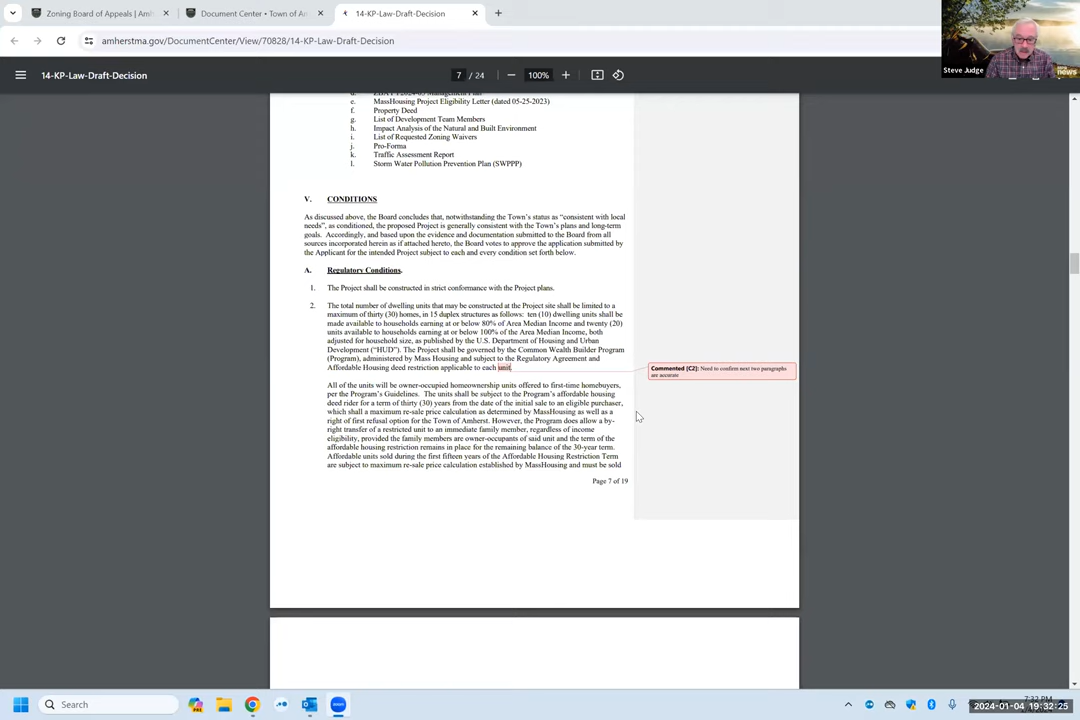 Zoning Board of Appeals | Amh
Document Center • Town of Am
14-KP-Law-Draft-Decision
amherstma.gov/DocumentCenter/View/70828/14-KP-Law-Draft-Decision
Steve Judge
news
14-KP-Law-Draft-Decision
7 / 24
100%
e. MassHousing Project Eligibility Letter (dated 05-25-2023)
f. Property Deed
g. List of Development Team Members
h. Impact Analysis of the Natural and Built Environment
i. List of Requested Zoning Waivers
j. Pro-Forma
k. Traffic Assessment Report
l. Storm Water Pollution Prevention Plan (SWPPP)
V. CONDITIONS
As discussed above, the Board concludes that, notwithstanding the Town's status as "consistent with local
needs", as conditioned, the proposed Project is generally consistent with the Town's plans and long-term
goals. Accordingly, and based upon the evidence and documentation submitted to the Board from all
sources incorporated herein as if attached hereto, the Board votes to approve the application submitted by
the Applicant for the intended Project subject to each and every condition set forth below.
A. Regulatory Conditions.
1. The Project shall be constructed in strict conformance with the Project plans.
2. The total number of dwelling units that may be constructed at the Project site shall be limited to a
maximum of thirty (30) homes, in 15 duplex structures as follows: ten (10) dwelling units shall be
made available to households earning at or below 80% of Area Median Income and twenty (20)
units available to households earning at or below 100% of the Area Median Income, both
adjusted for household size, as published by the U.S. Department of Housing and Urban
Development ("HUD"). The Project shall be governed by the Common Wealth Builder Program
(Program), administered by Mass Housing and subject to the Regulatory Agreement and
Affordable Housing deed restriction applicable to each unit.
Commented [C2]: Need to confirm next two paragraphs
are accurate
All of the units will be owner-occupied homeownership units offered to first-time homebuyers,
per the Program's Guidelines. The units shall be subject to the Program's affordable housing
deed rider for a term of thirty (30) years from the date of the initial sale to an eligible purchaser,
which shall a maximum re-sale price calculation as determined by MassHousing as well as a
right of first refusal option for the Town of Amherst. However, the Program does allow a by-
right transfer of a restricted unit to an immediate family member, regardless of income
eligibility, provided the family members are owner-occupants of said unit and the term of the
affordable housing restriction remains in place for the remaining balance of the 30-year term.
Affordable units sold during the first fifteen years of the Affordable Housing Restriction Term
are subject to maximum re-sale price calculation established by MassHousing and must be sold
Page 7 of 19
Search
zoom
7:32 PM
2024-01-04 19:32:25